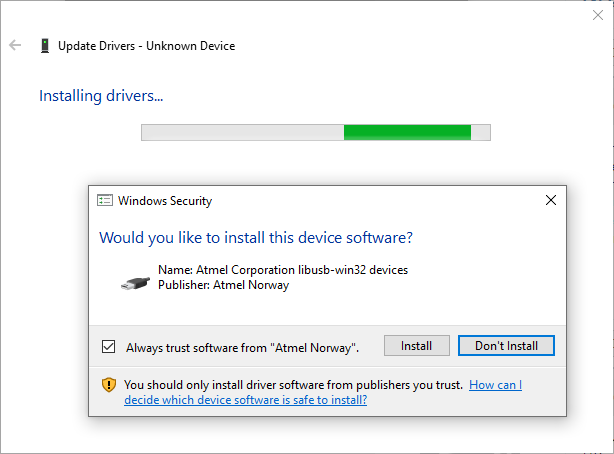 Update Drivers - Unknown Device
Installing drivers...
Windows Security
Would you like to install this device software?
Name: Atmel Corporation libusb-win32 devices
Publisher: Atmel Norway
Always trust software from "Atmel Norway".
Install
Don't Install
You should only install driver software from publishers you trust. How can I
decide which device software is safe to install?